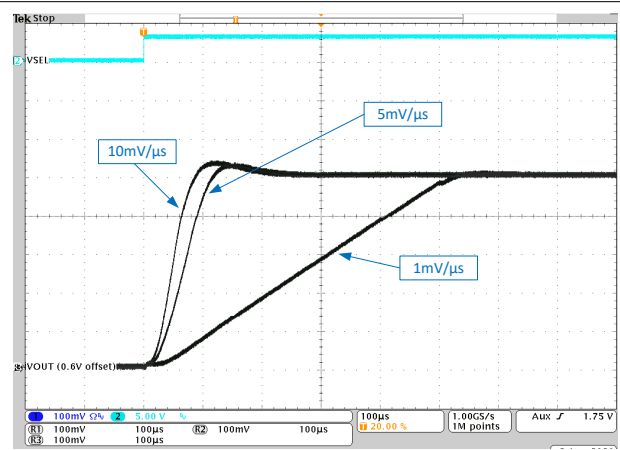 Tek Stop
T
T
2 VSEL
5mV/µs
10mV/µs
1mV/µs
VOUT (0.6V offset)
1 100mV Ω 2 5.00 V 100µs 1.00GS/s Aux 1.75 V
T 20.00 % 1M points
R1 100mV 100µs R2 100mV 100µs
R3 100mV 100µs